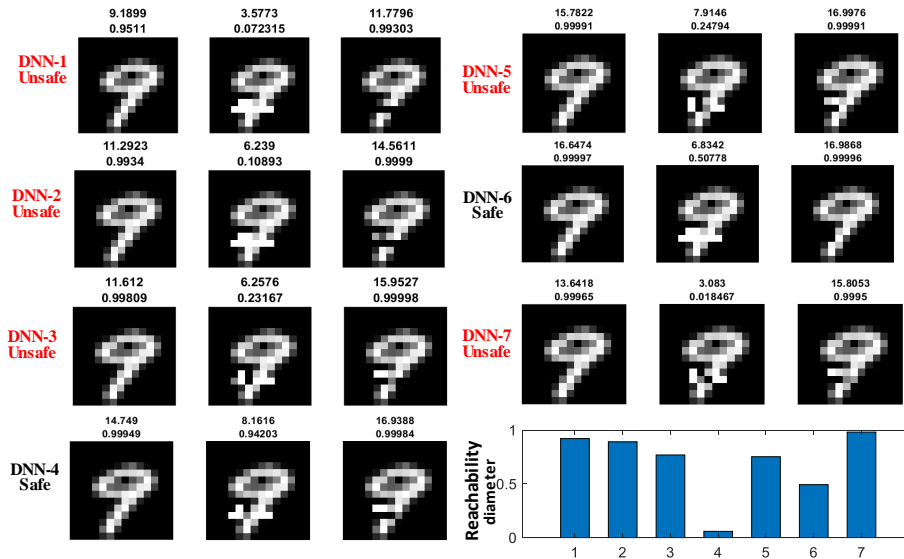 9.1899 3.5773 11.7796
0.9511 0.072315 0.99303
DNN-1
Unsafe
11.2923 6.239 14.5611
0.9934 0.10893 0.9999
DNN-2
Unsafe
11.612 6.2576 15.9527
0.99809 0.23167 0.99998
DNN-3
Unsafe
14.749 8.1616 16.9388
0.99949 0.94203 0.99984
DNN-4
Safe
15.7822 7.9146 16.9976
0.99991 0.24794 0.99991
DNN-5
Unsafe
16.6474 6.8342 16.9868
0.99997 0.50778 0.99996
DNN-6
Safe
13.6418 3.083 15.8053
0.99965 0.018467 0.9995
DNN-7
Unsafe
Reachability
diameter
1
0.5
0
1 2 3 4 5 6 7